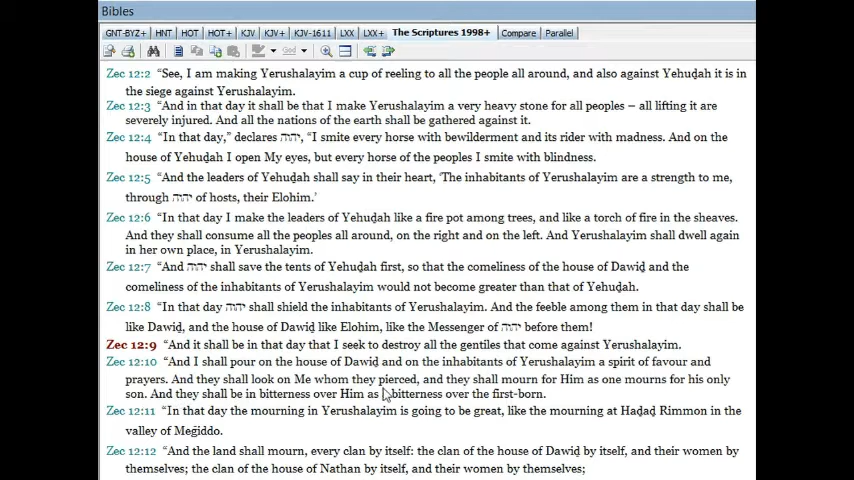 Bibles
GNT-BYZ+ HNT HOT HOT+ KJV KJV+ KJV-1611 LXX LXX+ The Scriptures 1998+ Compare Parallel
Zec 12:2 “See, I am making Yerushalayim a cup of reeling to all the people all around, and also against Yehuḏah it is in
the siege against Yerushalayim.
Zec 12:3 “And in that day it shall be that I make Yerushalayim a very heavy stone for all peoples – all lifting it are
severely injured. And all the nations of the earth shall be gathered against it.
Zec 12:4 “In that day,” declares יהוה, “I smite every horse with bewilderment and its rider with madness. And on the
house of Yehuḏah I open My eyes, but every horse of the peoples I smite with blindness.
Zec 12:5 “And the leaders of Yehuḏah shall say in their heart, ‘The inhabitants of Yerushalayim are a strength to me,
through יהוה of hosts, their Elohim.’
Zec 12:6 “In that day I make the leaders of Yehuḏah like a fire pot among trees, and like a torch of fire in the sheaves.
And they shall consume all the peoples all around, on the right and on the left. And Yerushalayim shall dwell again
in her own place, in Yerushalayim.
Zec 12:7 “And יהוה shall save the tents of Yehuḏah first, so that the comeliness of the house of Dawiḏ and the
comeliness of the inhabitants of Yerushalayim would not become greater than that of Yehuḏah.
Zec 12:8 “In that day יהוה shall shield the inhabitants of Yerushalayim. And the feeble among them in that day shall be
like Dawiḏ, and the house of Dawiḏ like Elohim, like the Messenger of יהוה before them!
Zec 12:9 “And it shall be in that day that I seek to destroy all the gentiles that come against Yerushalayim.
Zec 12:10 “And I shall pour on the house of Dawiḏ and on the inhabitants of Yerushalayim a spirit of favour and
prayers. And they shall look on Me whom they pierced, and they shall mourn for Him as one mourns for his only
son. And they shall be in bitterness over Him as bitterness over the first-born.
Zec 12:11 “In that day the mourning in Yerushalayim is going to be great, like the mourning at Haḏaḏ Rimmon in the
valley of Meḡiddo.
Zec 12:12 “And the land shall mourn, every clan by itself: the clan of the house of Dawiḏ by itself, and their women by
themselves; the clan of the house of Nathan by itself, and their women by themselves;